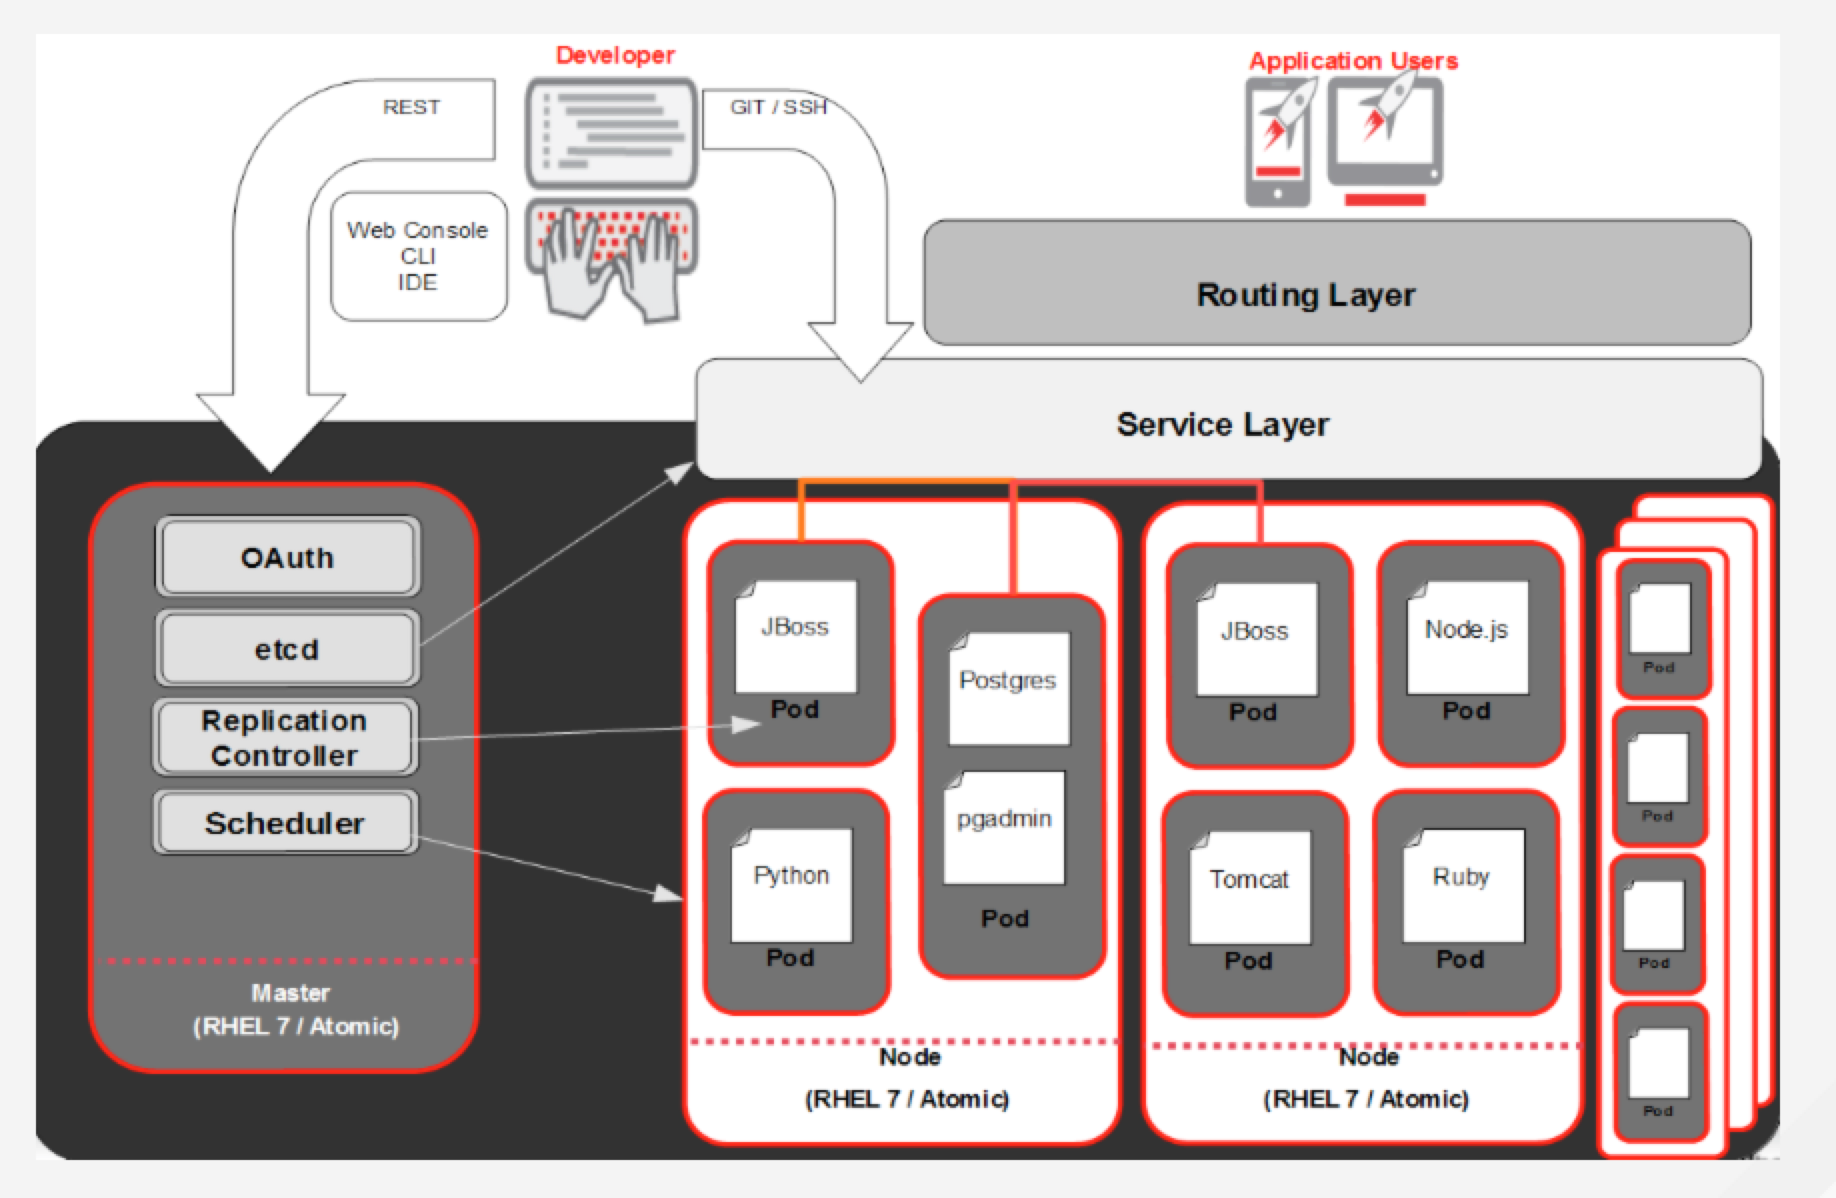 Developer
Application Users
REST
GIT / SSH
Web Console
CLI
IDE
Routing Layer
Service Layer
OAuth
etcd
Replication
Controller
Scheduler
Master
(RHEL 7 / Atomic)
JBoss
Pod
Postgres
pgadmin
Pod
Python
Pod
Node
(RHEL 7 / Atomic)
JBoss
Pod
Node.js
Pod
Tomcat
Pod
Ruby
Pod
Node
(RHEL 7 / Atomic)
Pod
Pod
Pod
Pod